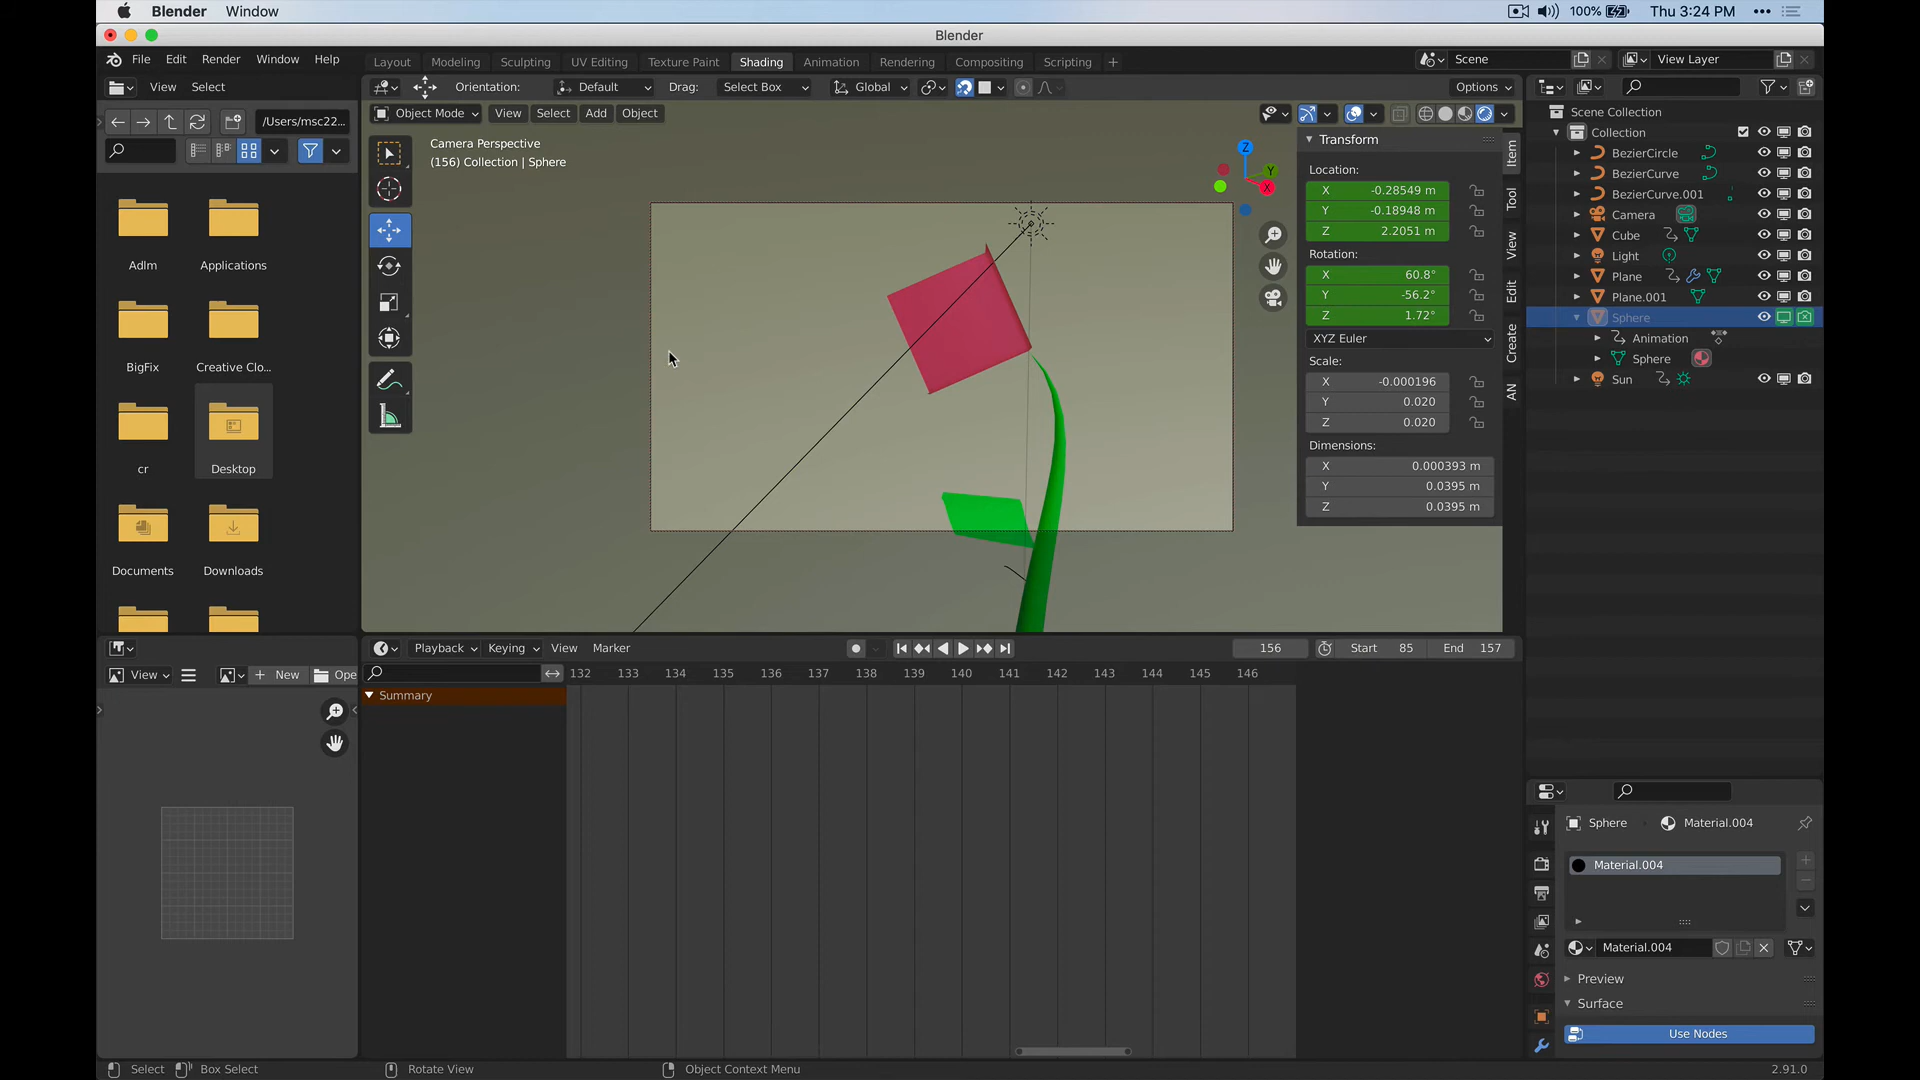 Blender Window 100% Thu 3:24 PM
Blender
File Edit Render Window Help Layout Modeling Sculpting UV Editing Texture Paint Shading Animation Rendering Compositing Scripting + Scene View Layer
View Select Orientation: Default Drag: Select Box Global Options
Object Mode View Select Add Object
/Users/msc22...
Adlm Applications
BigFix Creative Clo...
cr Desktop
Documents Downloads
Camera Perspective
(156) Collection | Sphere
Z
Y
X
Transform
Location:
X -0.28549 m
Y -0.18948 m
Z 2.2051 m
Rotation:
X 60.8°
Y -56.2°
Z 1.72°
XYZ Euler
Scale:
X -0.000196
Y 0.020
Z 0.020
Dimensions:
X 0.000393 m
Y 0.0395 m
Z 0.0395 m
Item
Tool
View
Edit
Create
AN
Scene Collection
Collection
BezierCircle
BezierCurve
BezierCurve.001
Camera
Cube
Light
Plane
Plane.001
Sphere
Animation
Sphere
Sun
Playback Keying View Marker 156 Start 85 End 157
View + New Ope
132 133 134 135 136 137 138 139 140 141 142 143 144 145 146
Summary
Sphere Material.004
Material.004
Material.004
Preview
Surface
Use Nodes
Select Box Select Rotate View Object Context Menu 2.91.0